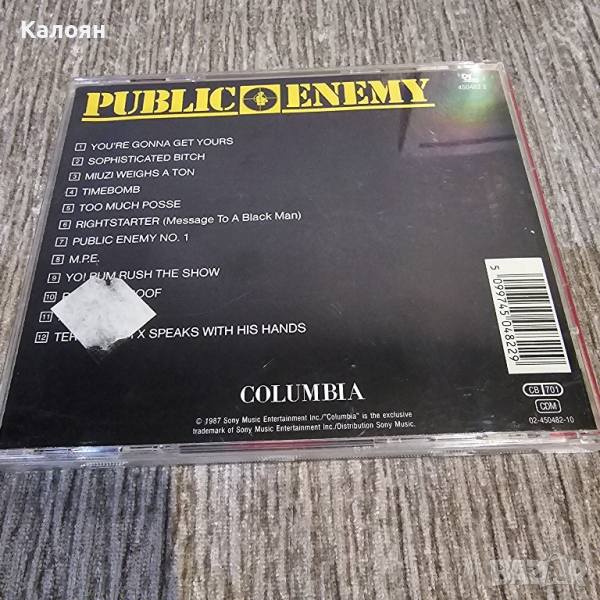 Калоян
PUBLIC ENEMY
450482 2
1 YOU'RE GONNA GET YOURS
2 SOPHISTICATED BITCH
3 MIUZI WEIGHS A TON
4 TIMEBOMB
5 TOO MUCH POSSE
6 RIGHTSTARTER (Message To A Black Man)
7 PUBLIC ENEMY NO. 1
8 M.P.E.
9 YO! BUM RUSH THE SHOW
10 OOF
11
12 TER X SPEAKS WITH HIS HANDS
5 099745 048229
COLUMBIA
© 1987 Sony Music Entertainment Inc./"Columbia" is the exclusive
trademark of Sony Music Entertainment Inc./Distribution Sony Music.
CB 701
CDM
02-450482-10
BAZAR